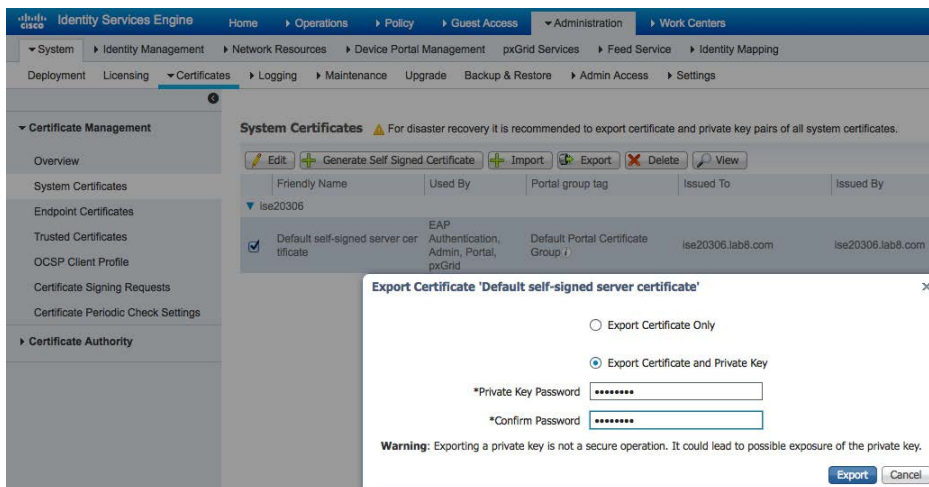 cisco Identity Services Engine Home Operations Policy Guest Access Administration Work Centers
System Identity Management Network Resources Device Portal Management pxGrid Services Feed Service Identity Mapping
Deployment Licensing Certificates Logging Maintenance Upgrade Backup & Restore Admin Access Settings
Certificate Management
Overview
System Certificates
Endpoint Certificates
Trusted Certificates
OCSP Client Profile
Certificate Signing Requests
Certificate Periodic Check Settings
Certificate Authority
System Certificates For disaster recovery it is recommended to export certificate and private key pairs of all system certificates.
Edit Generate Self Signed Certificate Import Export Delete View
Friendly Name Used By Portal group tag Issued To Issued By
ise20306
Default self-signed server cer
tificate
EAP
Authentication,
Admin, Portal,
pxGrid
Default Portal Certificate
Group
ise20306.lab8.com
ise20306.lab8.com
Export Certificate 'Default self-signed server certificate'
Export Certificate Only
Export Certificate and Private Key
*Private Key Password ••••••••
*Confirm Password ••••••••
Warning: Exporting a private key is not a secure operation. It could lead to possible exposure of the private key.
Export Cancel